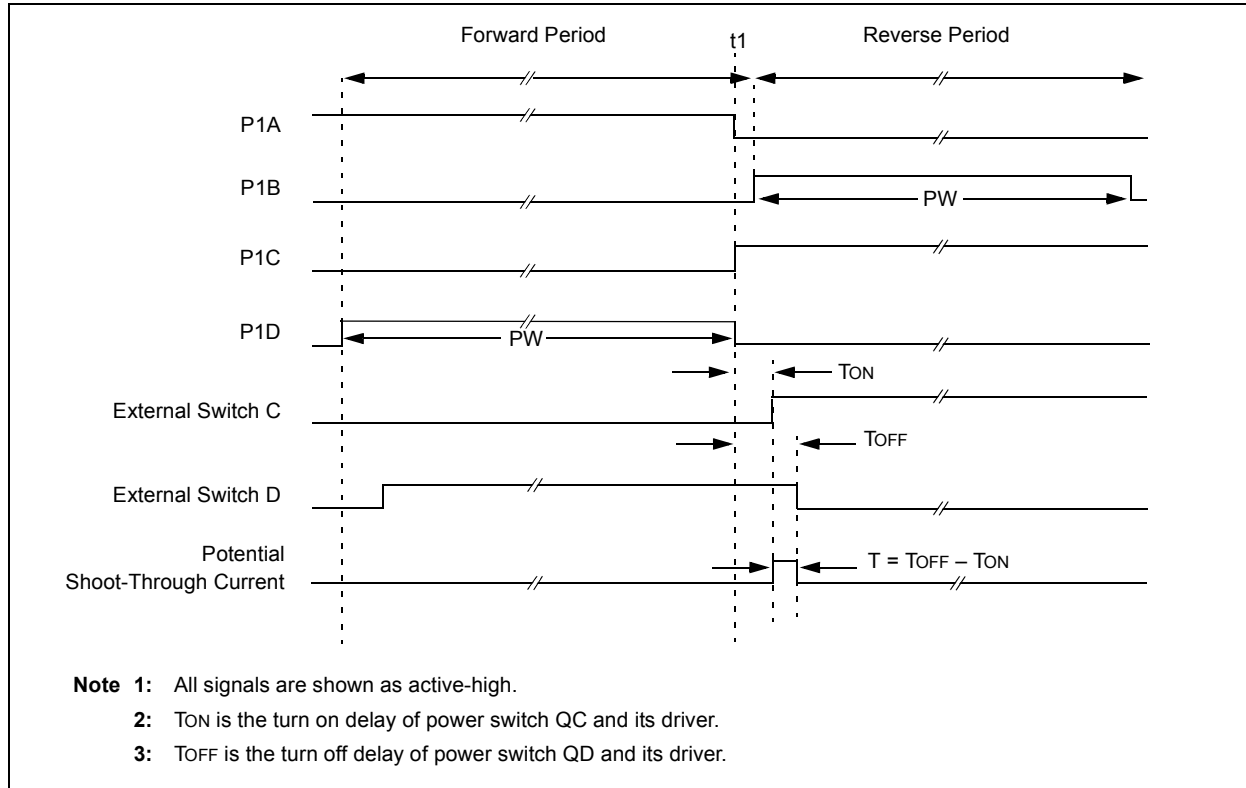 Forward Period
t1
Reverse Period
P1A
P1B
PW
P1C
P1D
PW
TON
External Switch C
TOFF
External Switch D
Potential
Shoot-Through Current
T = TOFF – TON
Note 1: All signals are shown as active-high.
2: TON is the turn on delay of power switch QC and its driver.
3: TOFF is the turn off delay of power switch QD and its driver.